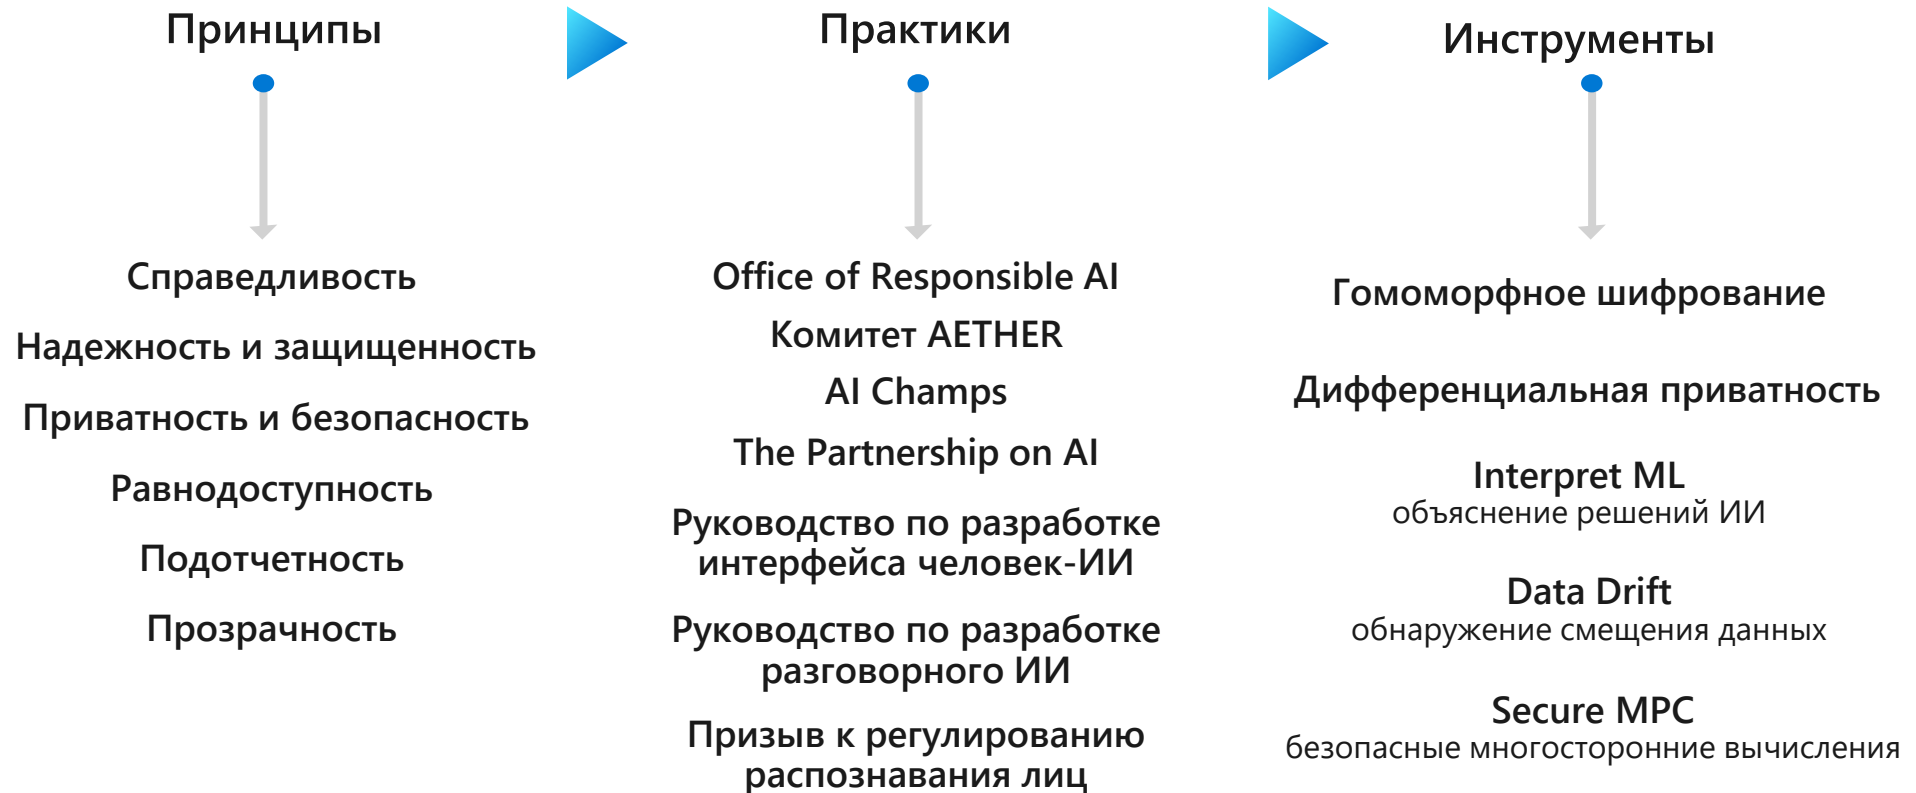 Принципы
Справедливость
Надежность и защищенность
Приватность и безопасность
Равнодоступность
Подотчетность
Прозрачность
Практики
Office of Responsible AI
Комитет AETHER
AI Champs
The Partnership on AI
Руководство по разработке
интерфейса человек-ИИ
Руководство по разработке
разговорного ИИ
Призыв к регулированию
распознавания лиц
Инструменты
Гомоморфное шифрование
Дифференциальная приватность
Interpret ML
объяснение решений ИИ
Data Drift
обнаружение смещения данных
Secure MPC
безопасные многосторонние вычисления